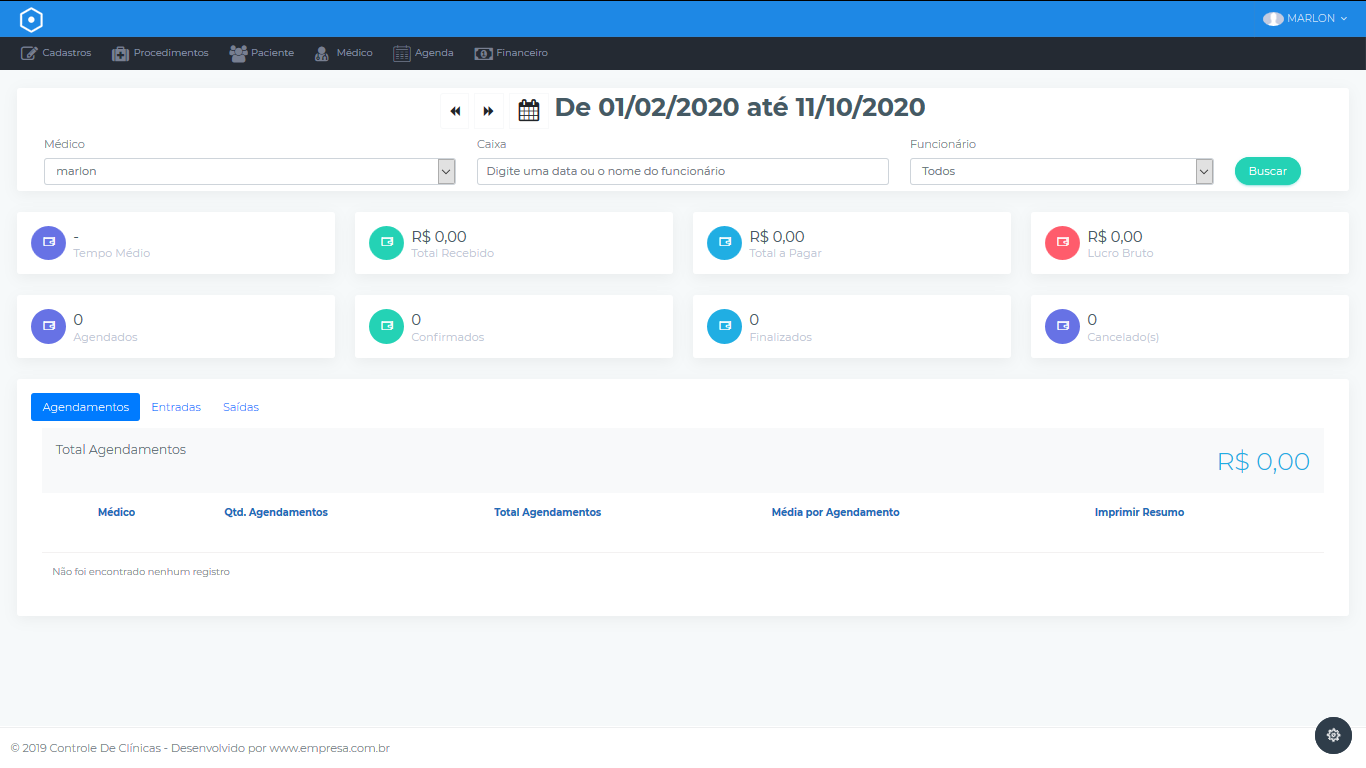 MARLON
Cadastros Procedimentos Paciente Médico Agenda Financeiro
De 01/02/2020 até 11/10/2020
Médico Caixa Funcionário
marlon Digite uma data ou o nome do funcionário Todos Buscar
- R$ 0,00 R$ 0,00 R$ 0,00
Tempo Médio Total Recebido Total a Pagar Lucro Bruto
0 0 0 0
Agendados Confirmados Finalizados Cancelado(s)
Agendamentos Entradas Saídas
Total Agendamentos
R$ 0,00
Médico Qtd. Agendamentos Total Agendamentos Média por Agendamento Imprimir Resumo
Não foi encontrado nenhum registro
© 2019 Controle De Clínicas - Desenvolvido por www.empresa.com.br